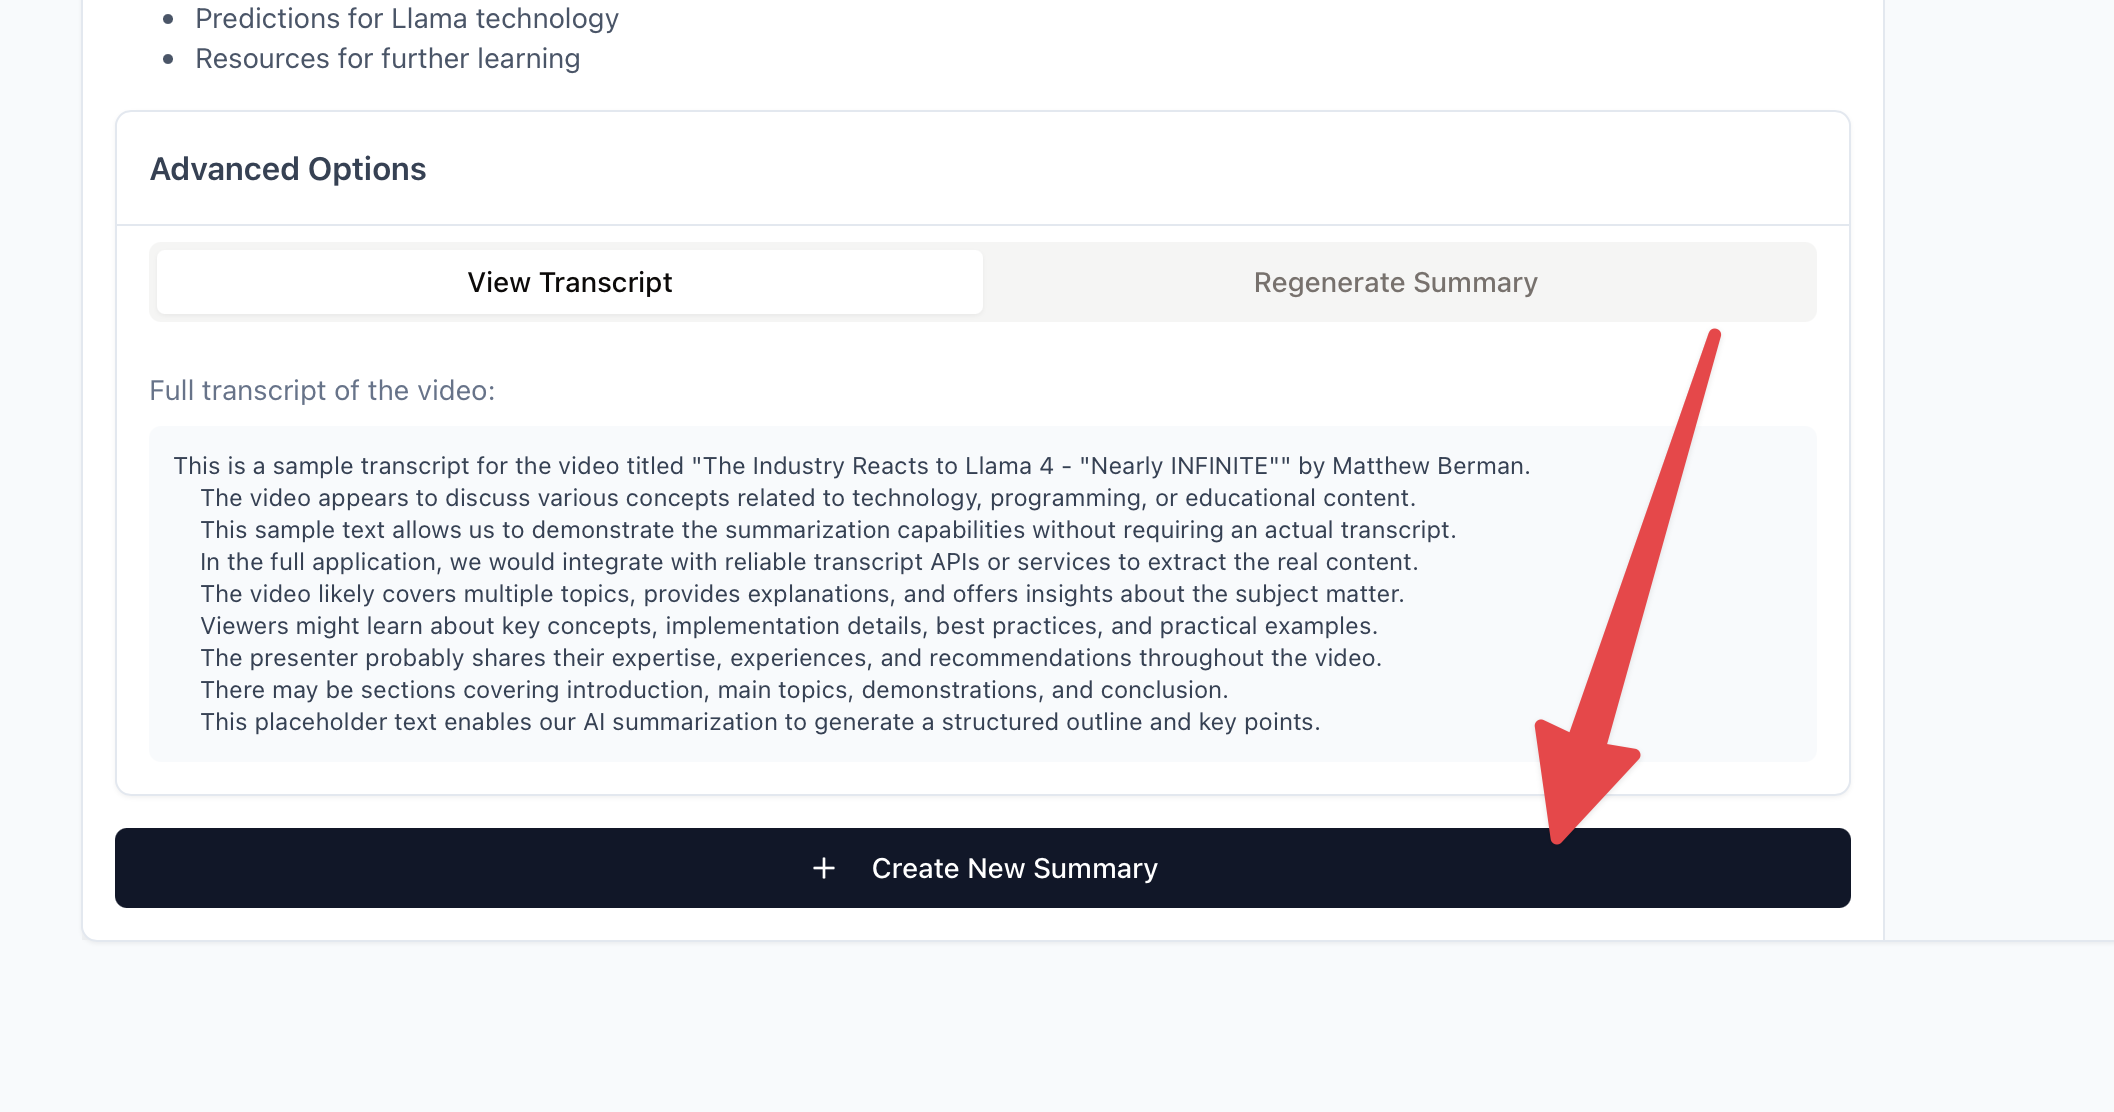 Predictions for Llama technology
Resources for further learning
Advanced Options
View Transcript
Regenerate Summary
Full transcript of the video:
This is a sample transcript for the video titled "The Industry Reacts to Llama 4 - "Nearly INFINITE"" by Matthew Berman.
The video appears to discuss various concepts related to technology, programming, or educational content.
This sample text allows us to demonstrate the summarization capabilities without requiring an actual transcript.
In the full application, we would integrate with reliable transcript APIs or services to extract the real content.
The video likely covers multiple topics, provides explanations, and offers insights about the subject matter.
Viewers might learn about key concepts, implementation details, best practices, and practical examples.
The presenter probably shares their expertise, experiences, and recommendations throughout the video.
There may be sections covering introduction, main topics, demonstrations, and conclusion.
This placeholder text enables our AI summarization to generate a structured outline and key points.
+ Create New Summary